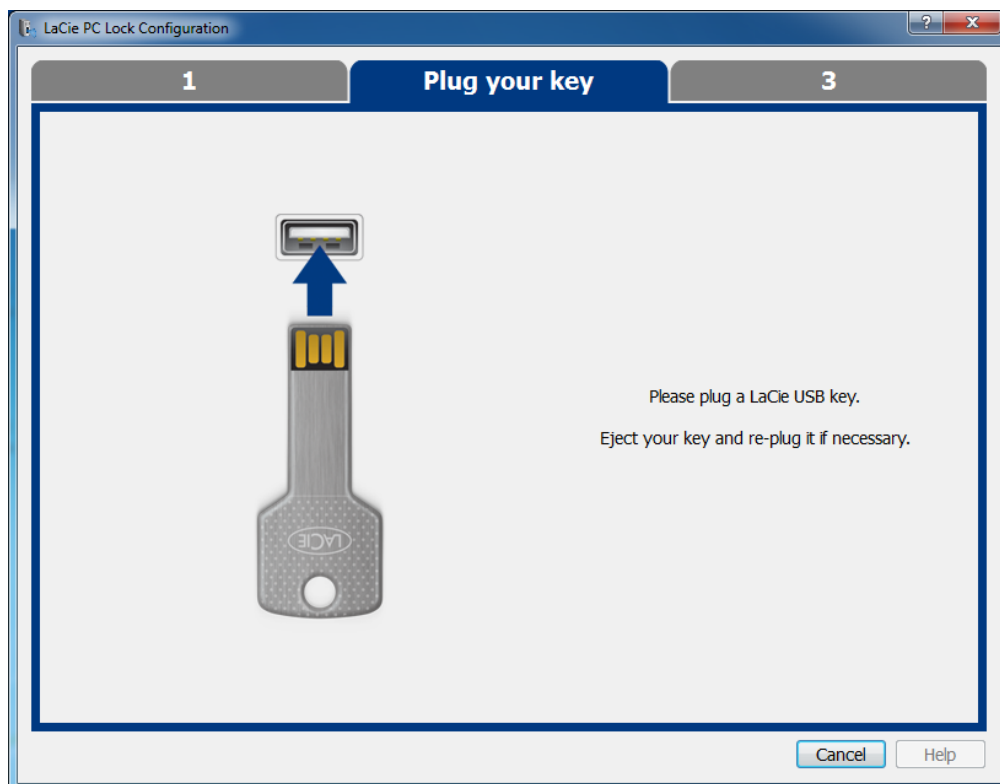 LaCie PC Lock Configuration
?
1
Plug your key
3
LACIE
Please plug a LaCie USB key.
Eject your key and re-plug it if necessary.
Cancel
Help